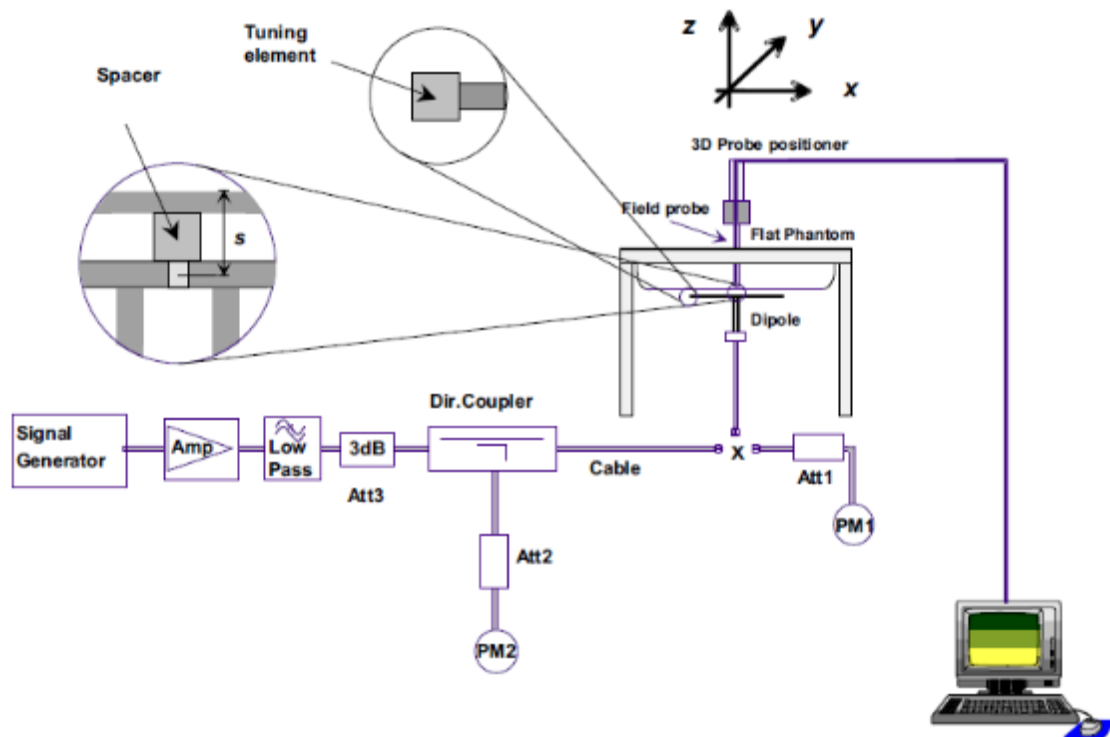 Tuning
element
Spacer
z
y
x
3D Probe positioner
Field probe
Flat Phantom
s
Dipole
Dir.Coupler
Signal
Generator
Amp
Low
Pass
3dB
Att3
Cable
X
Att1
PM1
Att2
PM2